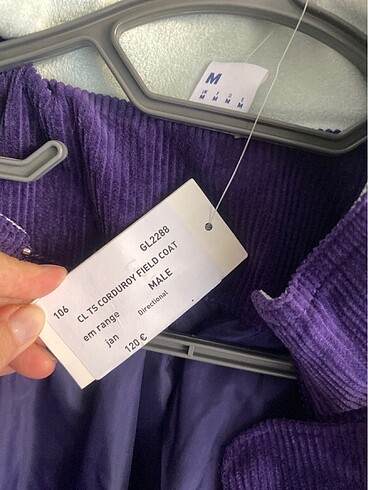 M
M M M M
GL2288
106 CL TS CORDUROY FIELD COAT
em range MALE
jan Directional
120 €